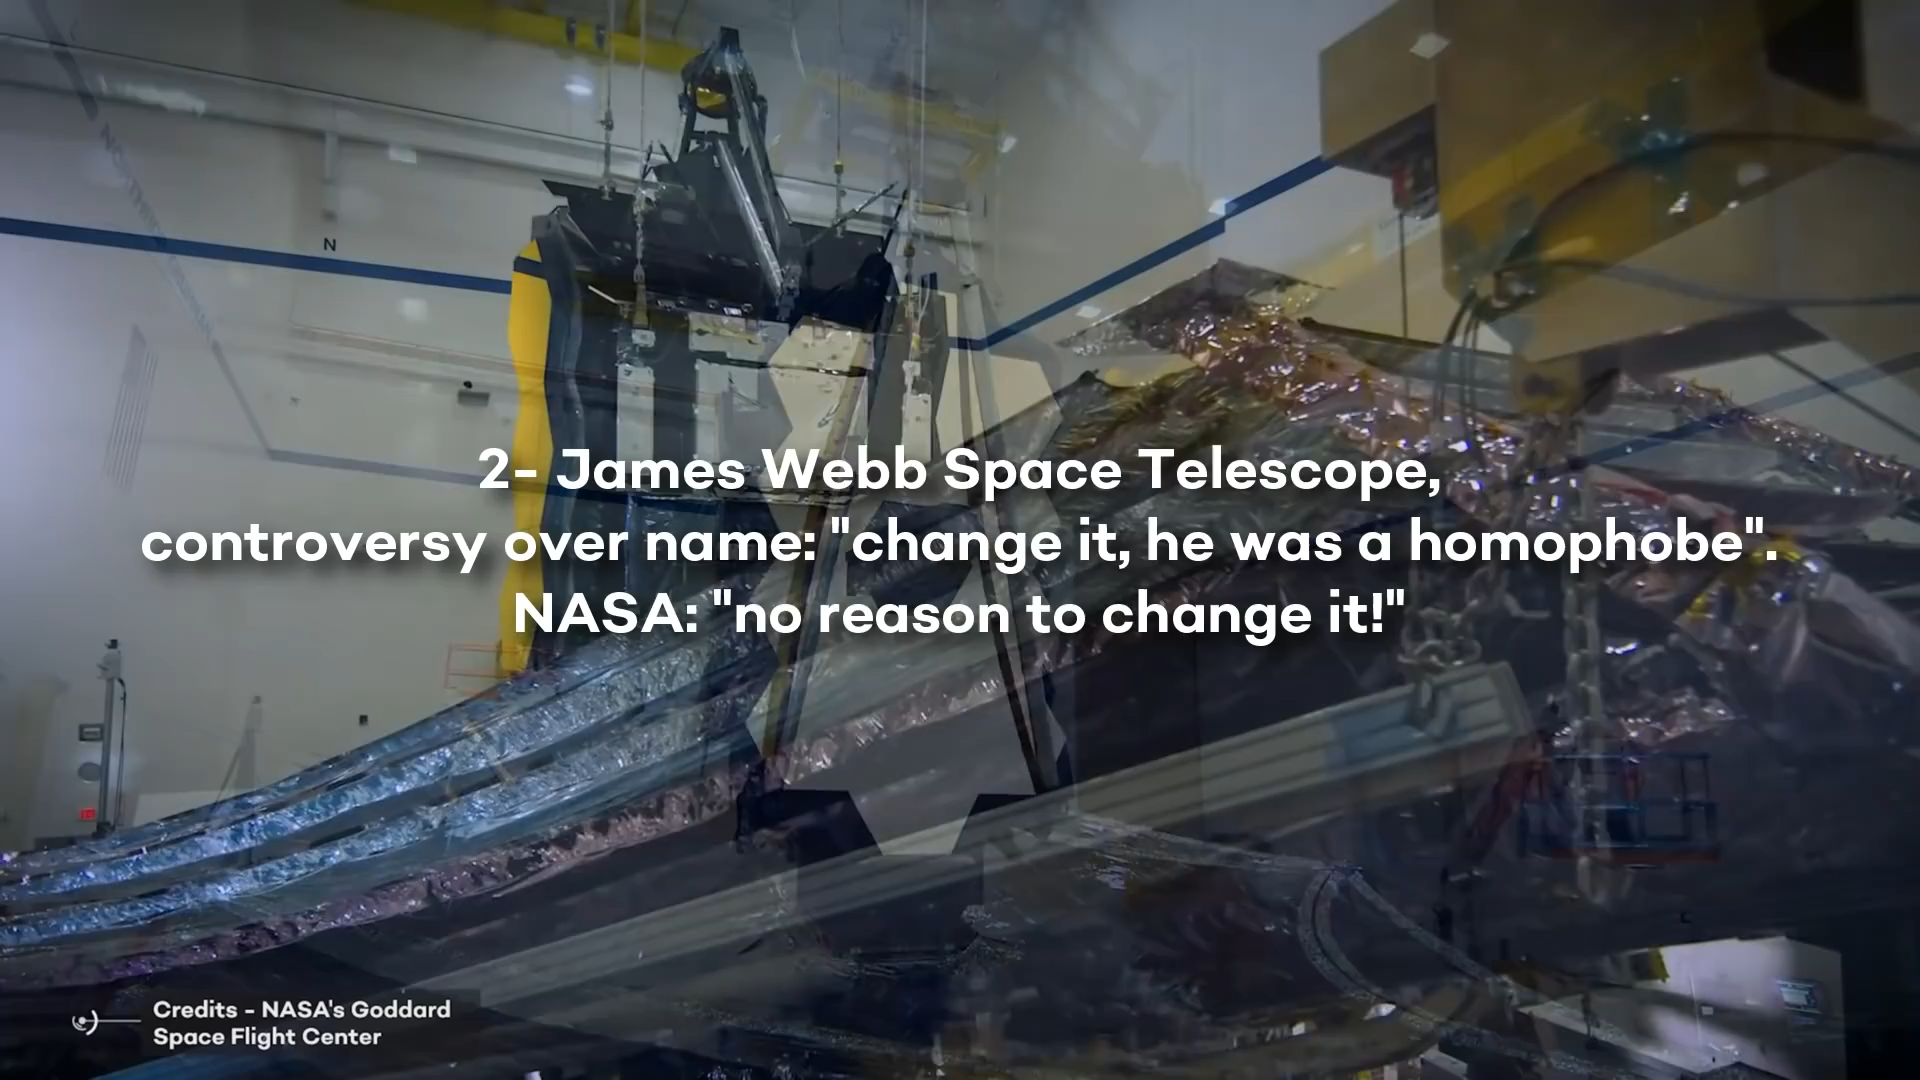 N
2- James Webb Space Telescope,
controversy over name: "change it, he was a homophobe".
NASA: "no reason to change it!"
Credits - NASA's Goddard
Space Flight Center